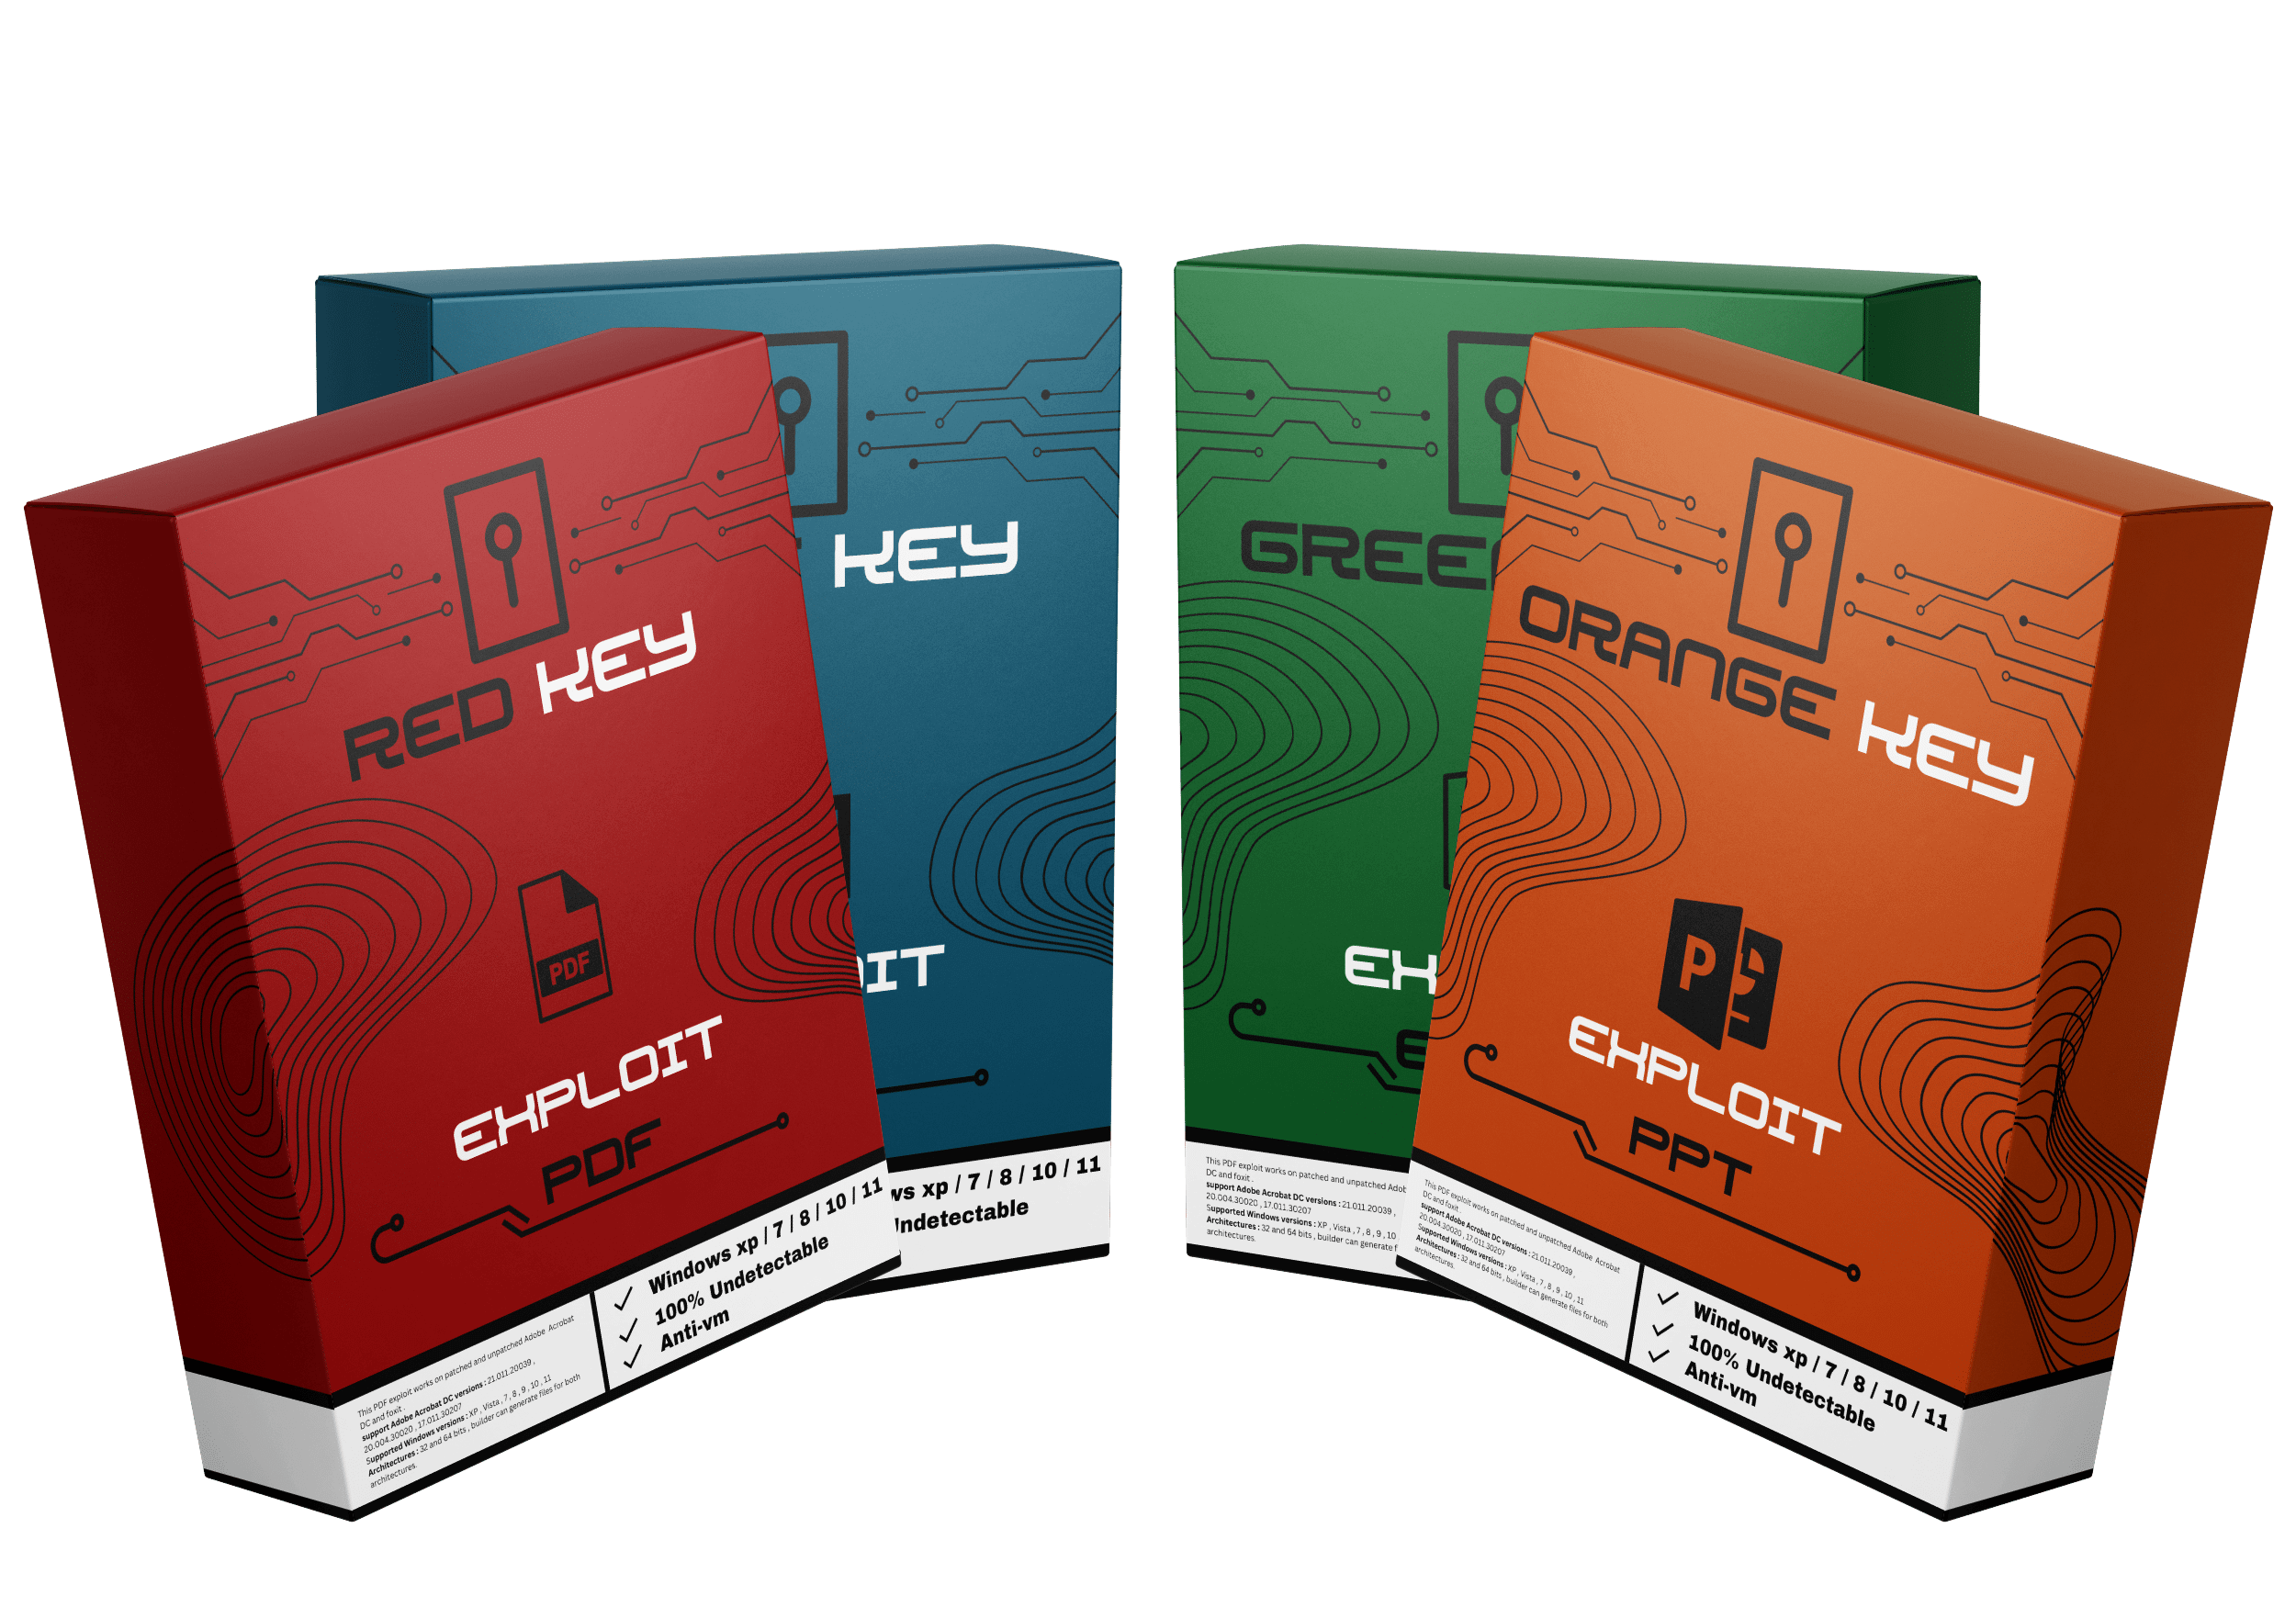 RED KEY
PDF
EXPLOIT
PDF
This PDF exploit works on patched and unpatched Adobe Acrobat
DC and foxit .
support Adobe Acrobat DC versions : 21.011.20039 ,
20.004.30020 , 17.011.30207
Supported Windows versions : XP , Vista , 7 , 8 , 9 , 10 , 11
Architectures : 32 and 64 bits , builder can generate files for both
architectures.
Windows xp / 7 / 8 / 10 / 11
100% Undetectable
Anti-vm
KEY
OIT
ws xp / 7 / 8 / 10 / 11
Undetectable
GREE
EX
E
This PDF exploit works on patched and unpatched Adob
DC and foxit .
support Adobe Acrobat DC versions : 21.011.20039 ,
20.004.30020 , 17.011.30207
Supported Windows versions : XP , Vista , 7 , 8 , 9 , 10
Architectures : 32 and 64 bits , builder can generate f
architectures.
ORANGE KEY
P
EXPLOIT
PPT
This PDF exploit works on patched and unpatched Adobe Acrobat
DC and foxit .
support Adobe Acrobat DC versions : 21.011.20039 ,
20.004.30020 , 17.011.30207
Supported Windows versions : XP , Vista , 7 , 8 , 9 , 10 , 11
Architectures : 32 and 64 bits , builder can generate files for both
architectures.
Windows xp / 7 / 8 / 10 / 11
100% Undetectable
Anti-vm